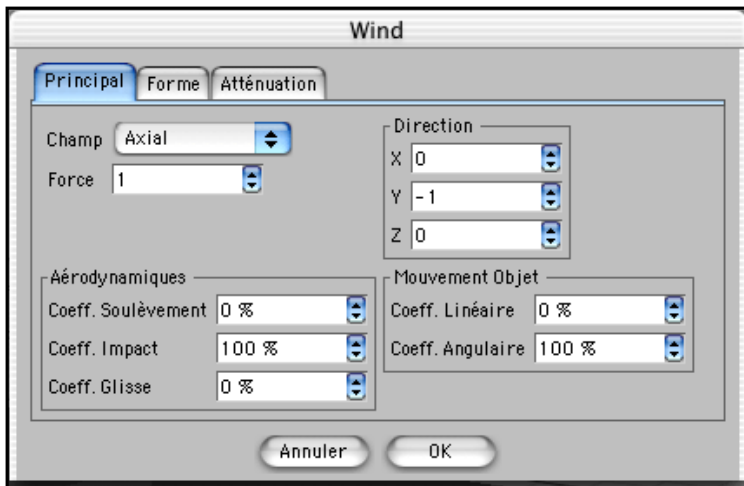 Wind
Principal Forme Atténuation
Champ Axial
Force 1
Direction
X 0
Y -1
Z 0
Aérodynamiques
Coeff. Soulèvement 0 %
Coeff. Impact 100 %
Coeff. Glisse 0 %
Mouvement Objet
Coeff. Linéaire 0 %
Coeff. Angulaire 100 %
Annuler OK